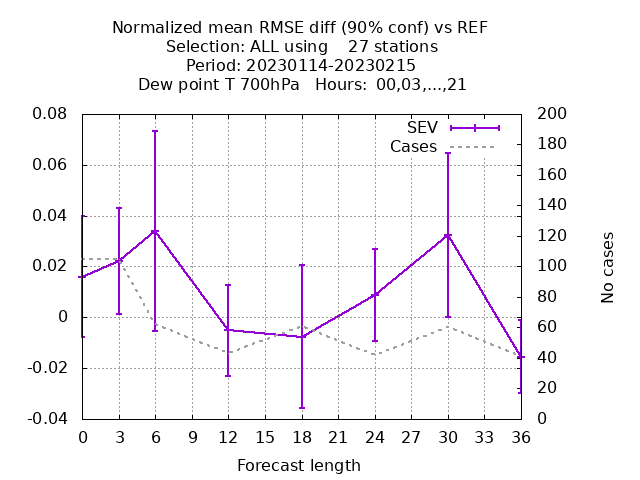 Normalized mean RMSE diff (90% conf) vs REF
Selection: ALL using    27 stations
Period: 20230114-20230215
Dew point T 700hPa   Hours:  00,03,...,21
SEV
Cases
0.08
0.06
0.04
0.02
0
-0.02
-0.04
200
180
160
140
120
100
80
60
40
20
0
No cases
0 3 6 9 12 15 18 21 24 27 30 33 36
Forecast length